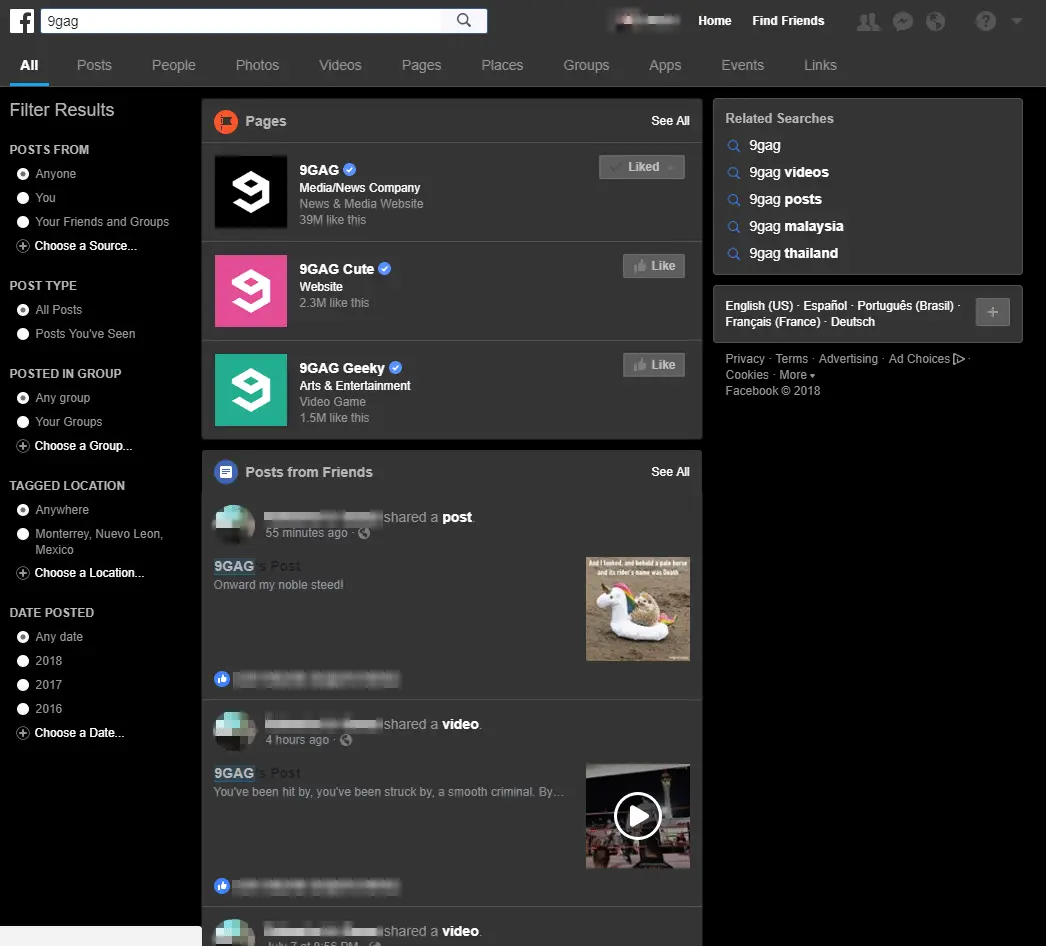 9gag
Home Find Friends
All Posts People Photos Videos Pages Places Groups Apps Events Links
Filter Results
POSTS FROM
Anyone
You
Your Friends and Groups
Choose a Source...
POST TYPE
All Posts
Posts You've Seen
POSTED IN GROUP
Any group
Your Groups
Choose a Group...
TAGGED LOCATION
Anywhere
Monterrey, Nuevo Leon,
Mexico
Choose a Location...
DATE POSTED
Any date
2018
2017
2016
Choose a Date...
Pages See All
9GAG
Liked
Media/News Company
News & Media Website
39M like this
9GAG Cute
Like
Website
2.3M like this
9GAG Geeky
Like
Arts & Entertainment
Video Game
1.5M like this
Posts from Friends See All
shared a post.
55 minutes ago ·
9GAG's Post
Onward my noble steed!
And I looked, and behold a pale horse
and its rider's name was Death
shared a video.
4 hours ago ·
9GAG's Post
You've been hit by, you've been struck by, a smooth criminal. By...
shared a video.
Related Searches
9gag
9gag videos
9gag posts
9gag malaysia
9gag thailand
English (US) · Español · Português (Brasil) ·
Français (France) · Deutsch
Privacy · Terms · Advertising · Ad Choices ·
Cookies · More
Facebook © 2018